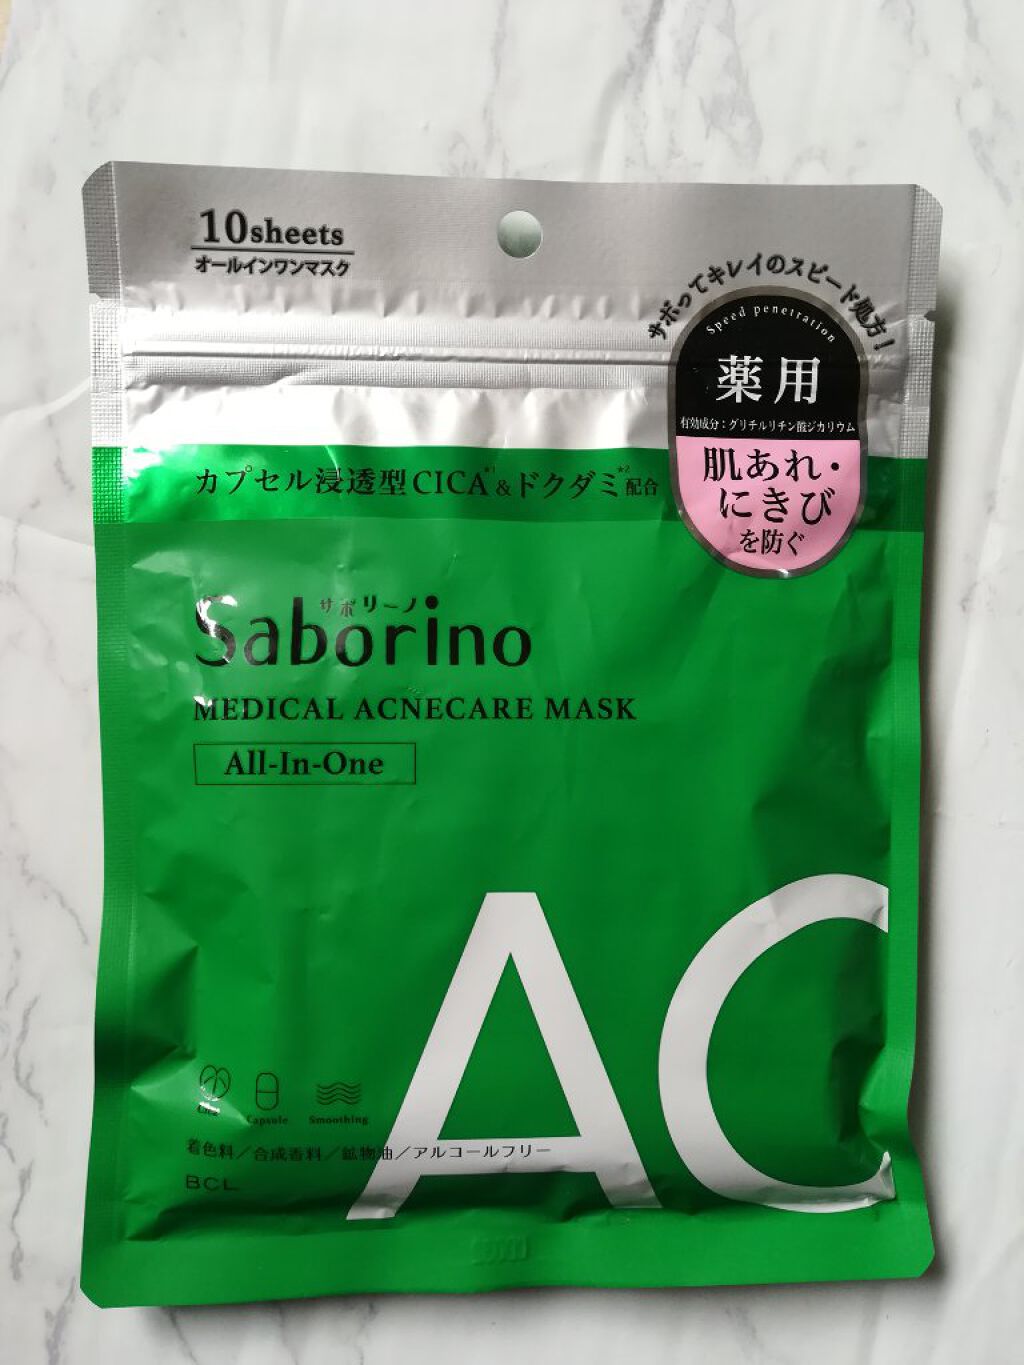 10sheets
オールインワンマスク
サボってキレイのスピード処方!
Speed penetration
薬用
有効成分：グリチルリチン酸ジカリウム
肌あれ・
にきび
を防ぐ
カプセル浸透型CICA*1&ドクダミ*2配合
サボリーノ
Saborino
MEDICAL ACNECARE MASK
All-In-One
AC
Cica Capsule Smoothing
着色料／合成香料／鉱物油／アルコールフリー
BCL